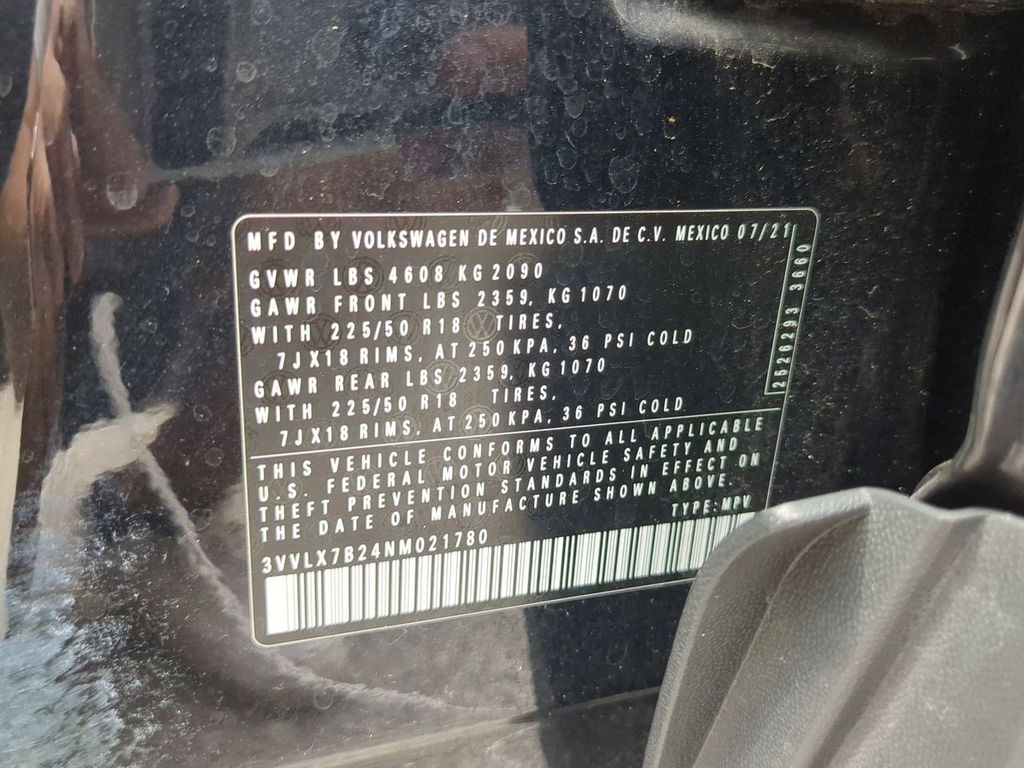 MFD BY VOLKSWAGEN DE MEXICO S.A. DE C.V. MEXICO 07/21
GVWR LBS 4608 KG 2090
GAWR FRONT LBS 2359, KG 1070
WITH 225/50 R18 TIRES,
7JX18 RIMS, AT 250 KPA, 36 PSI COLD
GAWR REAR LBS 2359, KG 1070
WITH 225/50 R18 TIRES,
7JX18 RIMS, AT 250 KPA, 36 PSI COLD
2526293 3660
THIS VEHICLE CONFORMS TO ALL APPLICABLE
U.S. FEDERAL MOTOR VEHICLE SAFETY AND
THEFT PREVENTION STANDARDS IN EFFECT ON
THE DATE OF MANUFACTURE SHOWN ABOVE.
TYPE: MPV
3VVLX7B24NM021780